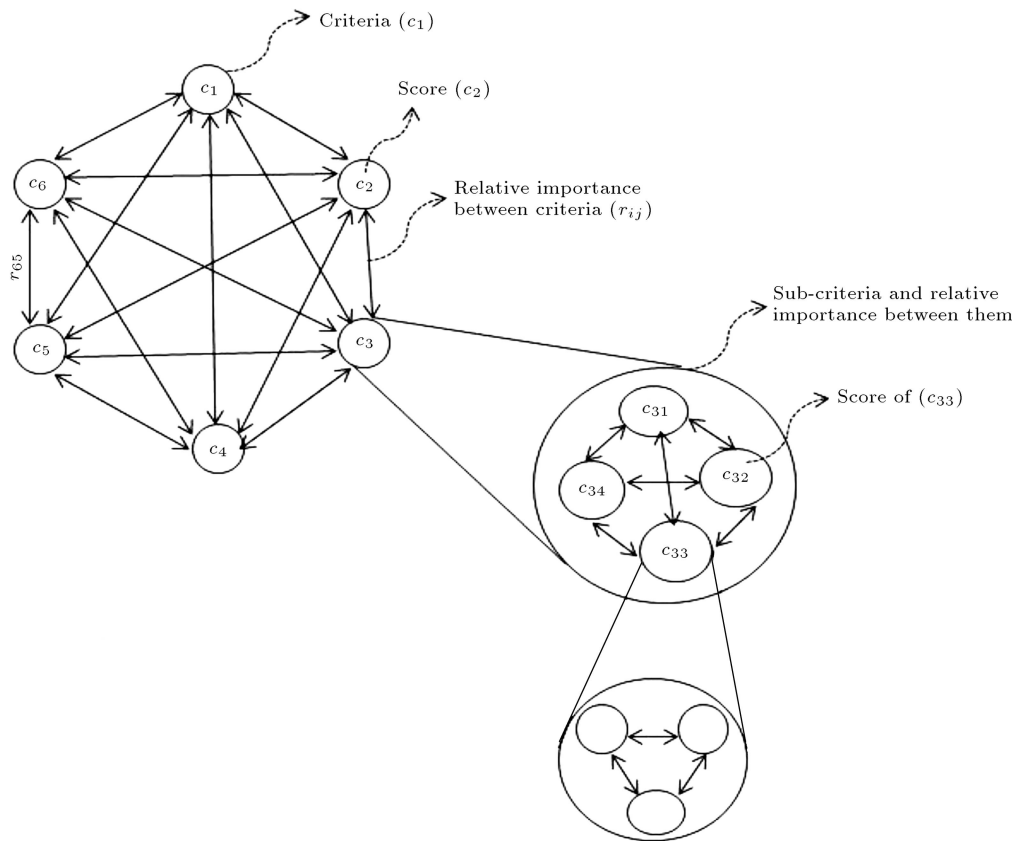 Criteria (c₁)
c₁
Score (c₂)
c₆
c₂
Relative importance
between criteria (rᵢⱼ)
r₆₅
c₅
c₃
c₄
Sub-criteria and relative
importance between them
Score of (c₃₃)
c₃₁
c₃₂
c₃₄
c₃₃